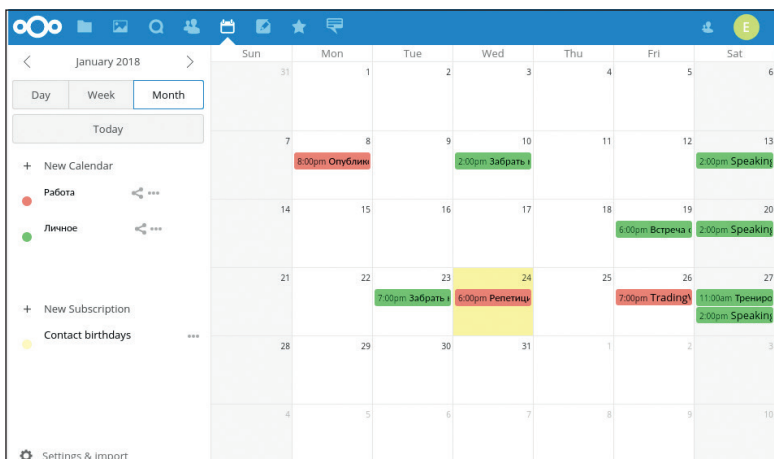 E
January 2018
Day Week Month
Today
+ New Calendar
Работа
Личное
+ New Subscription
Contact birthdays
Settings & import
Sun Mon Tue Wed Thu Fri Sat
31 1 2 3 4 5 6
7 8 9 10 11 12 13
8:00pm Опублико 2:00pm Забрать 2:00pm Speaking
14 15 16 17 18 19 20
6:00pm Встреча 2:00pm Speaking
21 22 23 24 25 26 27
7:00pm Забрать 6:00pm Репетици 7:00pm Trading 11:00am Трениро
2:00pm Speaking
28 29 30 31 1 2 3
4 5 6 7 8 9 10